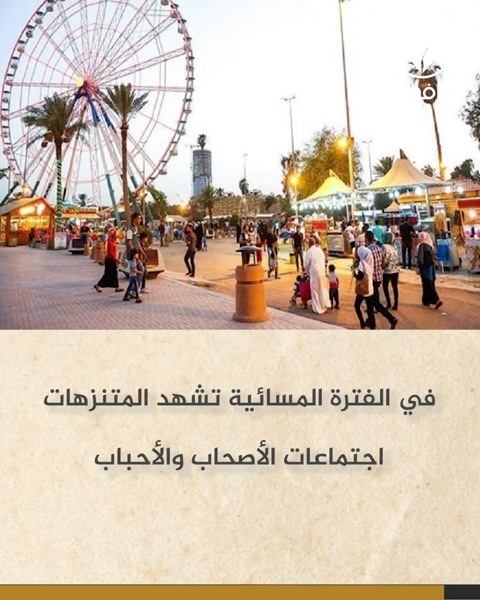 في الفترة المسائية تشهد المتنزهات
اجتماعات الأصحاب والأحباب